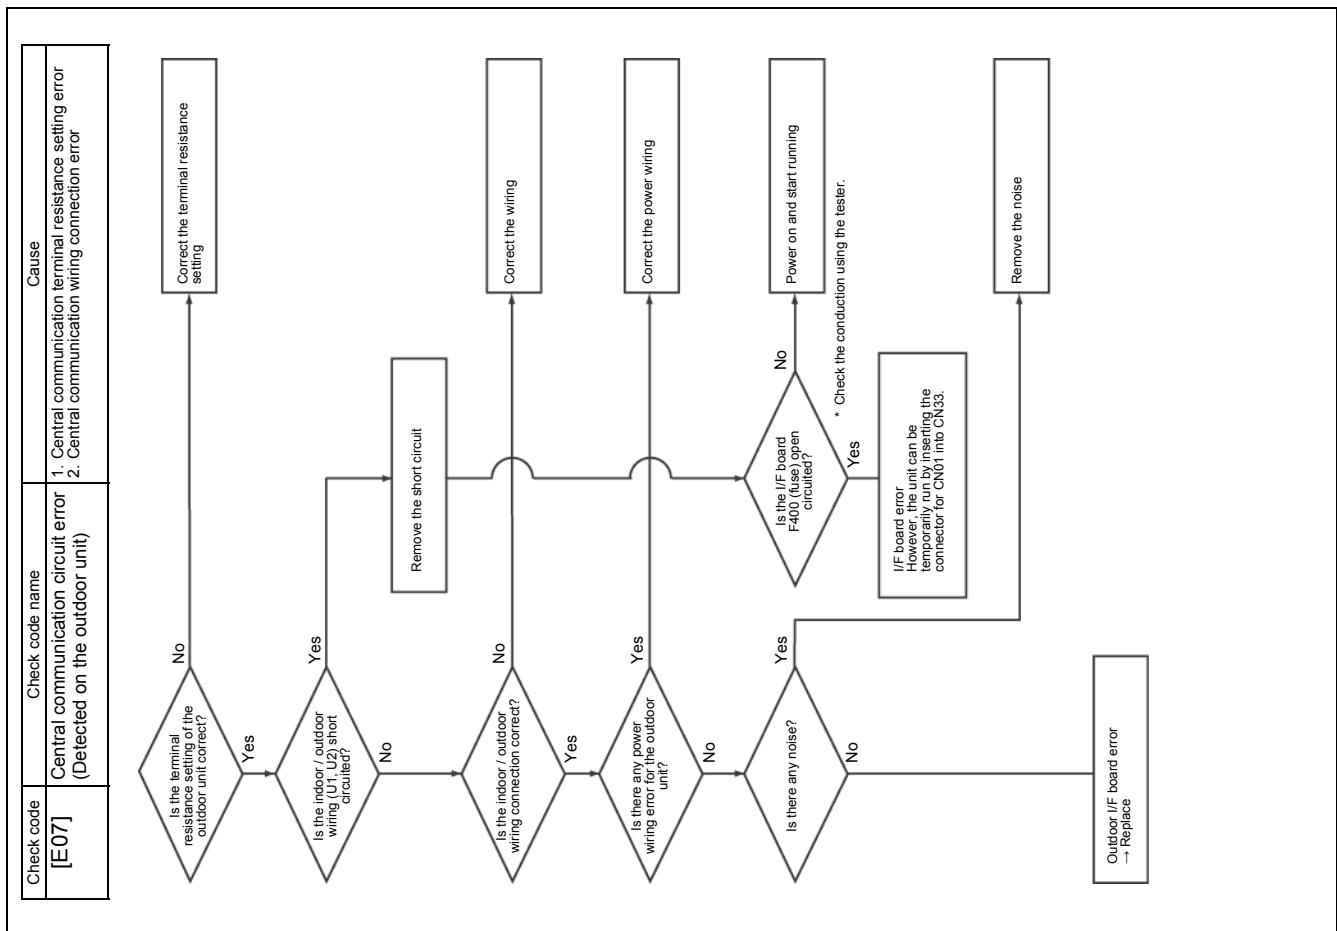 Check code
Check code name
Cause
[E07]
Central communication circuit error
(Detected on the outdoor unit)
1. Central communication terminal resistance setting error
2. Central communication wiring connection error
Is the terminal
resistance setting of the
outdoor unit correct?
No
Correct the terminal resistance
setting
Yes
Is the indoor / outdoor
wiring (U1, U2) short
circuited?
Yes
Remove the short circuit
No
Is the indoor / outdoor
wiring connection correct?
No
Correct the wiring
Yes
Is there any power
wiring error for the outdoor
unit?
Yes
Correct the power wiring
No
Is the I/F board
F400 (fuse) open
circuited?
No
Power on and start running
* Check the conduction using the tester.
Yes
I/F board error
However, the unit can be
temporarily run by inserting the
connector for CN01 into CN33.
Is there any noise?
Yes
Remove the noise
No
Outdoor I/F board error
→ Replace